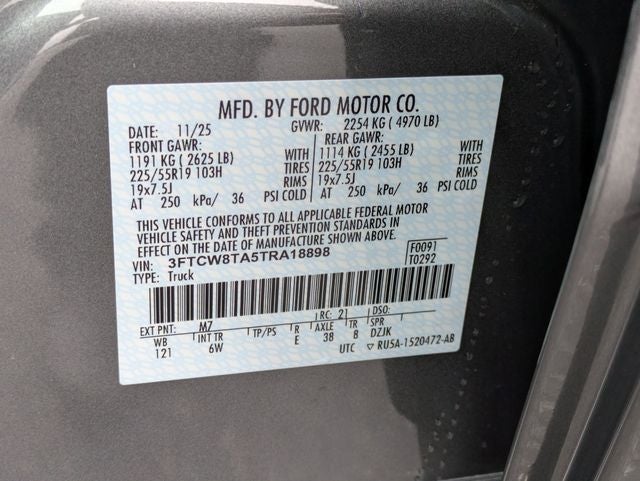 MFD. BY FORD MOTOR CO.
DATE: 11/25 GVWR: 2254 KG ( 4970 LB)
FRONT GAWR: REAR GAWR:
1191 KG ( 2625 LB) WITH 1114 KG ( 2455 LB) WITH
225/55R19 103H TIRES 225/55R19 103H TIRES
19x7.5J RIMS 19x7.5J RIMS
AT 250 kPa/ 36 PSI COLD AT 250 kPa/ 36 PSI COLD
THIS VEHICLE CONFORMS TO ALL APPLICABLE FEDERAL MOTOR
VEHICLE SAFETY AND THEFT PREVENTION STANDARDS IN
EFFECT ON THE DATE OF MANUFACTURE SHOWN ABOVE.
VIN: 3FTCW8TA5TRA18898 F0091
TYPE: Truck T0292
EXT PNT: M7 RC: 21 DSO:
WB INT TR TP/PS R AXLE TR SPR
121 6W E 38 8 DZJK
UTC ▽ RU5A-1520472-AB